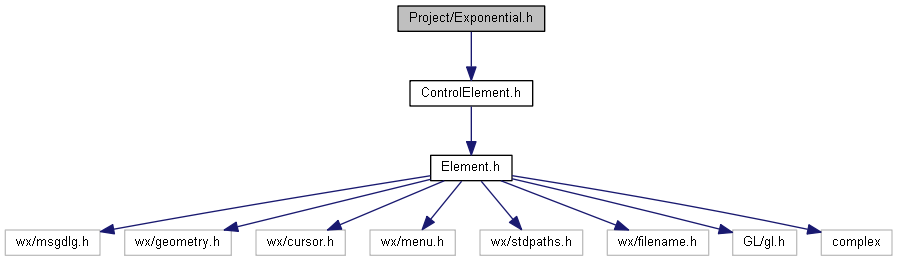 Project/Exponential.h
ControlElement.h
Element.h
wx/msgdlg.h
wx/geometry.h
wx/cursor.h
wx/menu.h
wx/stdpaths.h
wx/filename.h
GL/gl.h
complex